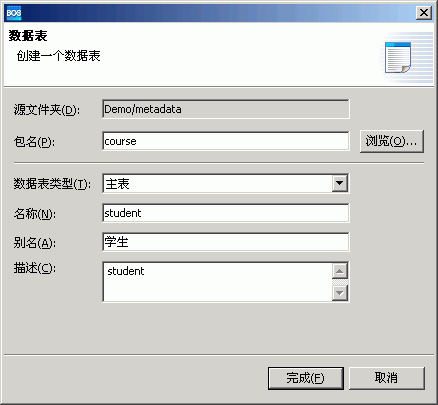 BOS
数据表
创建一个数据表
源文件夹(D): Demo/metadata
包名(P): course 浏览(O)...
数据表类型(T): 主表
名称(N): student
别名(A): 学生
描述(C): student
完成(F) 取消